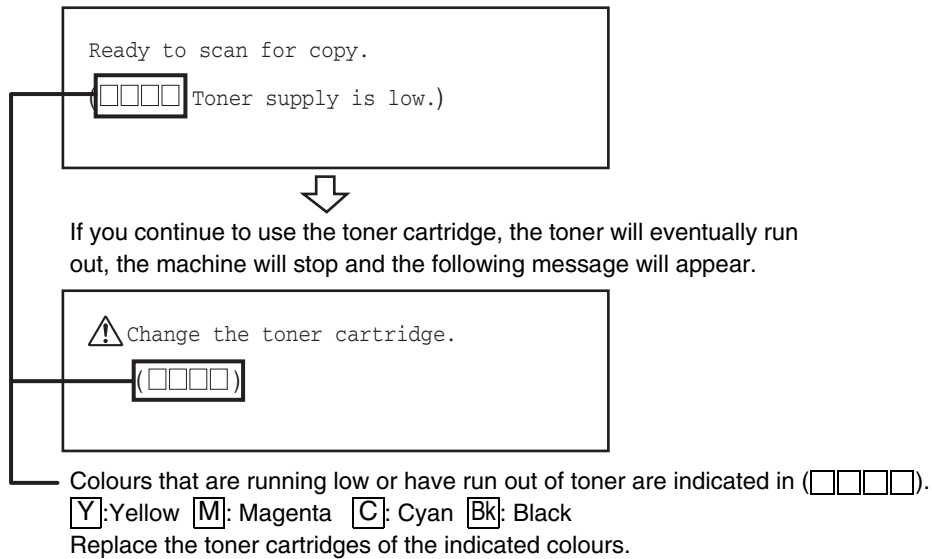 Ready to scan for copy.
(□□□□ Toner supply is low.)
If you continue to use the toner cartridge, the toner will eventually run
out, the machine will stop and the following message will appear.
Change the toner cartridge.
(□□□□)
Colours that are running low or have run out of toner are indicated in (□□□□).
Y:Yellow M: Magenta C: Cyan Bk: Black
Replace the toner cartridges of the indicated colours.